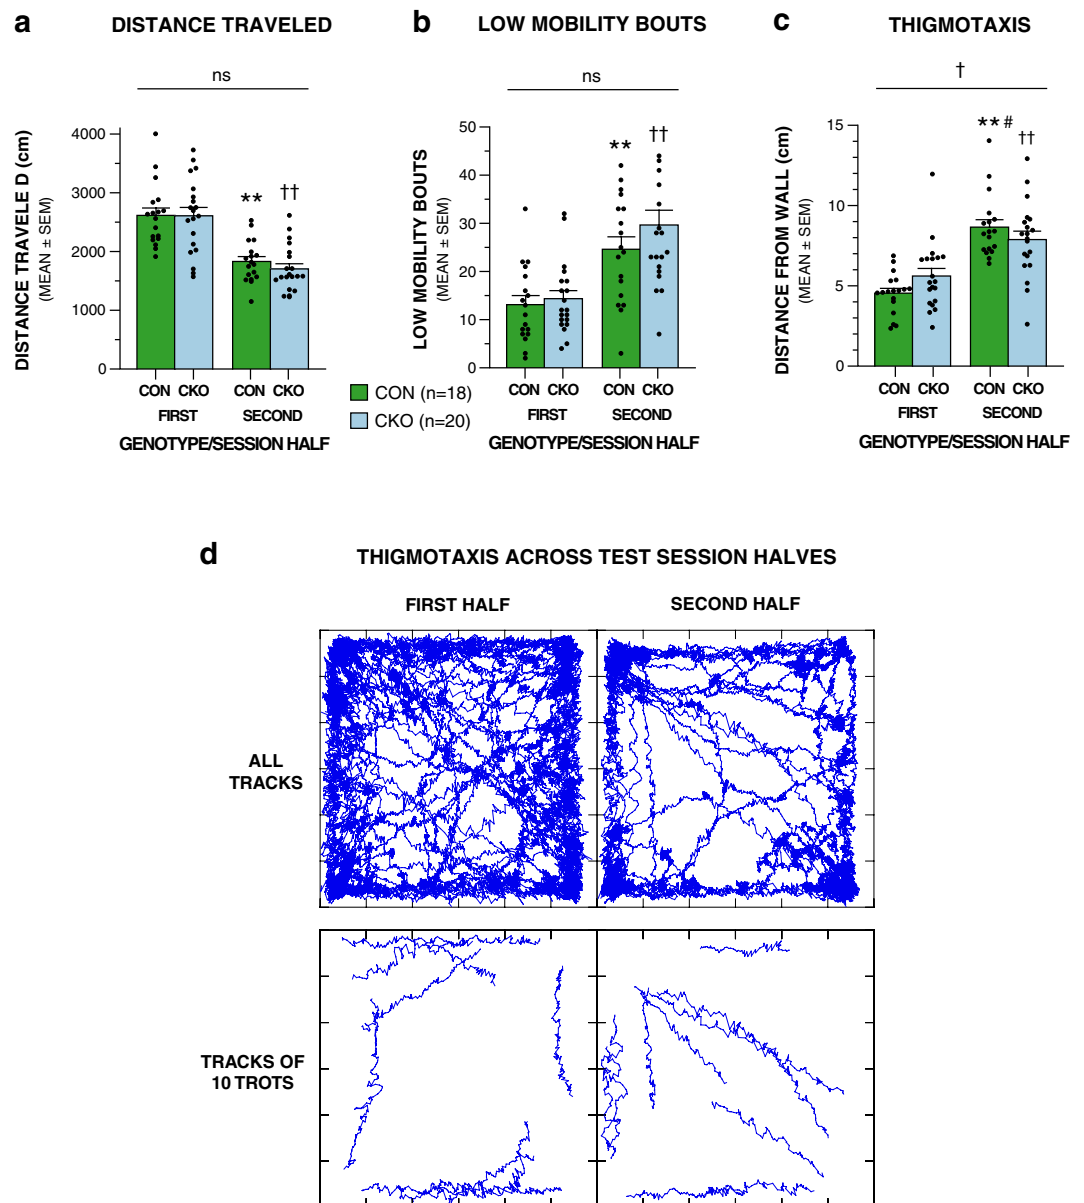 a DISTANCE TRAVELED
ns
DISTANCE TRAVELE D (cm)
(MEAN ± SEM)
4000
3000
2000
1000
0
**
††
CON CKO CON CKO
FIRST SECOND
GENOTYPE/SESSION HALF
CON (n=18)
CKO (n=20)
b LOW MOBILITY BOUTS
ns
LOW MOBILITY BOUTS
(MEAN ± SEM)
50
40
30
20
10
0
**
††
CON CKO CON CKO
FIRST SECOND
GENOTYPE/SESSION HALF
c THIGMOTAXIS
†
DISTANCE FROM WALL (cm)
(MEAN ± SEM)
15
10
5
0
** #
††
CON CKO CON CKO
FIRST SECOND
GENOTYPE/SESSION HALF
d THIGMOTAXIS ACROSS TEST SESSION HALVES
FIRST HALF SECOND HALF
ALL
TRACKS
TRACKS OF
10 TROTS